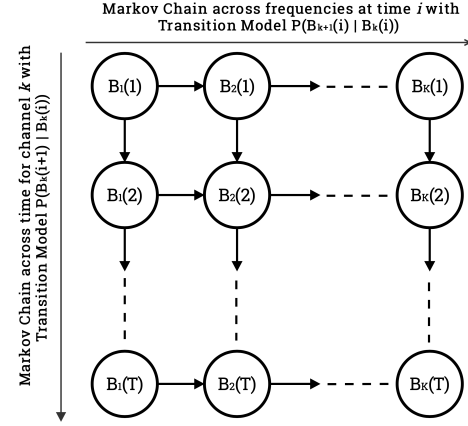 Markov Chain across frequencies at time i with
Transition Model P(Bₖ₊₁(i) | Bₖ(i))
Markov Chain across time for channel k with
Transition Model P(Bₖ(i+1) | Bₖ(i))
B₁(1) B₂(1) Bₖ(1)
B₁(2) B₂(2) Bₖ(2)
B₁(T) B₂(T) Bₖ(T)